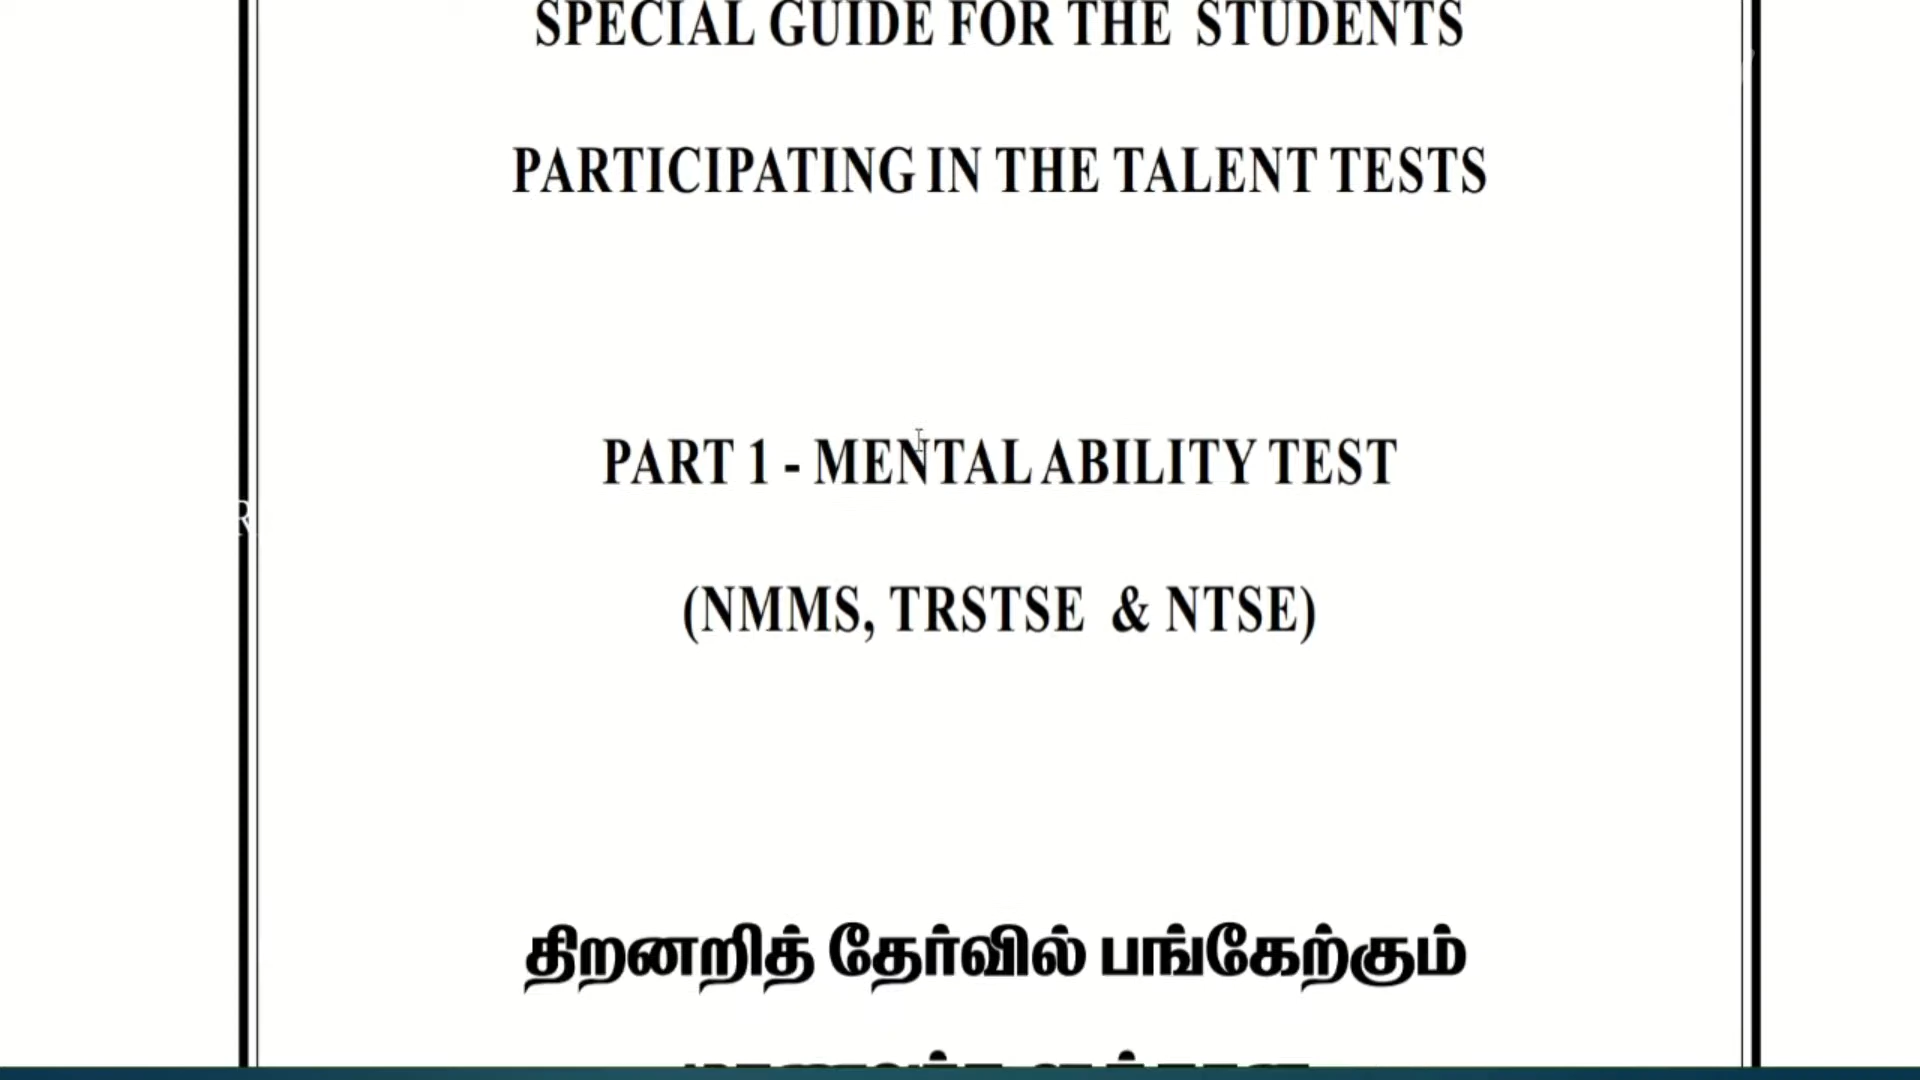 SPECIAL GUIDE FOR THE STUDENTS
PARTICIPATING IN THE TALENT TESTS
PART 1 - MENTAL ABILITY TEST
(NMMS, TRSTSE & NTSE)
திறனறித் தேர்வில் பங்கேற்கும்